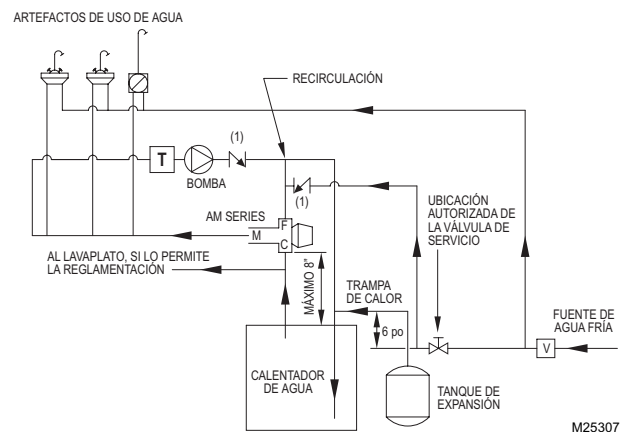 ARTEFACTOS DE USO DE AGUA
RECIRCULACIÓN
(1)
T
BOMBA
(1)
UBICACIÓN
AUTORIZADA DE
LA VÁLVULA DE
SERVICIO
AM SERIES
F
M
C
AL LAVAPLATO, SI LO PERMITE
LA REGLAMENTACIÓN
MÁXIMO 8"
TRAMPA
DE CALOR
6 po
FUENTE DE
AGUA FRÍA
V
CALENTADOR
DE AGUA
TANQUE DE
EXPANSIÓN
M25307